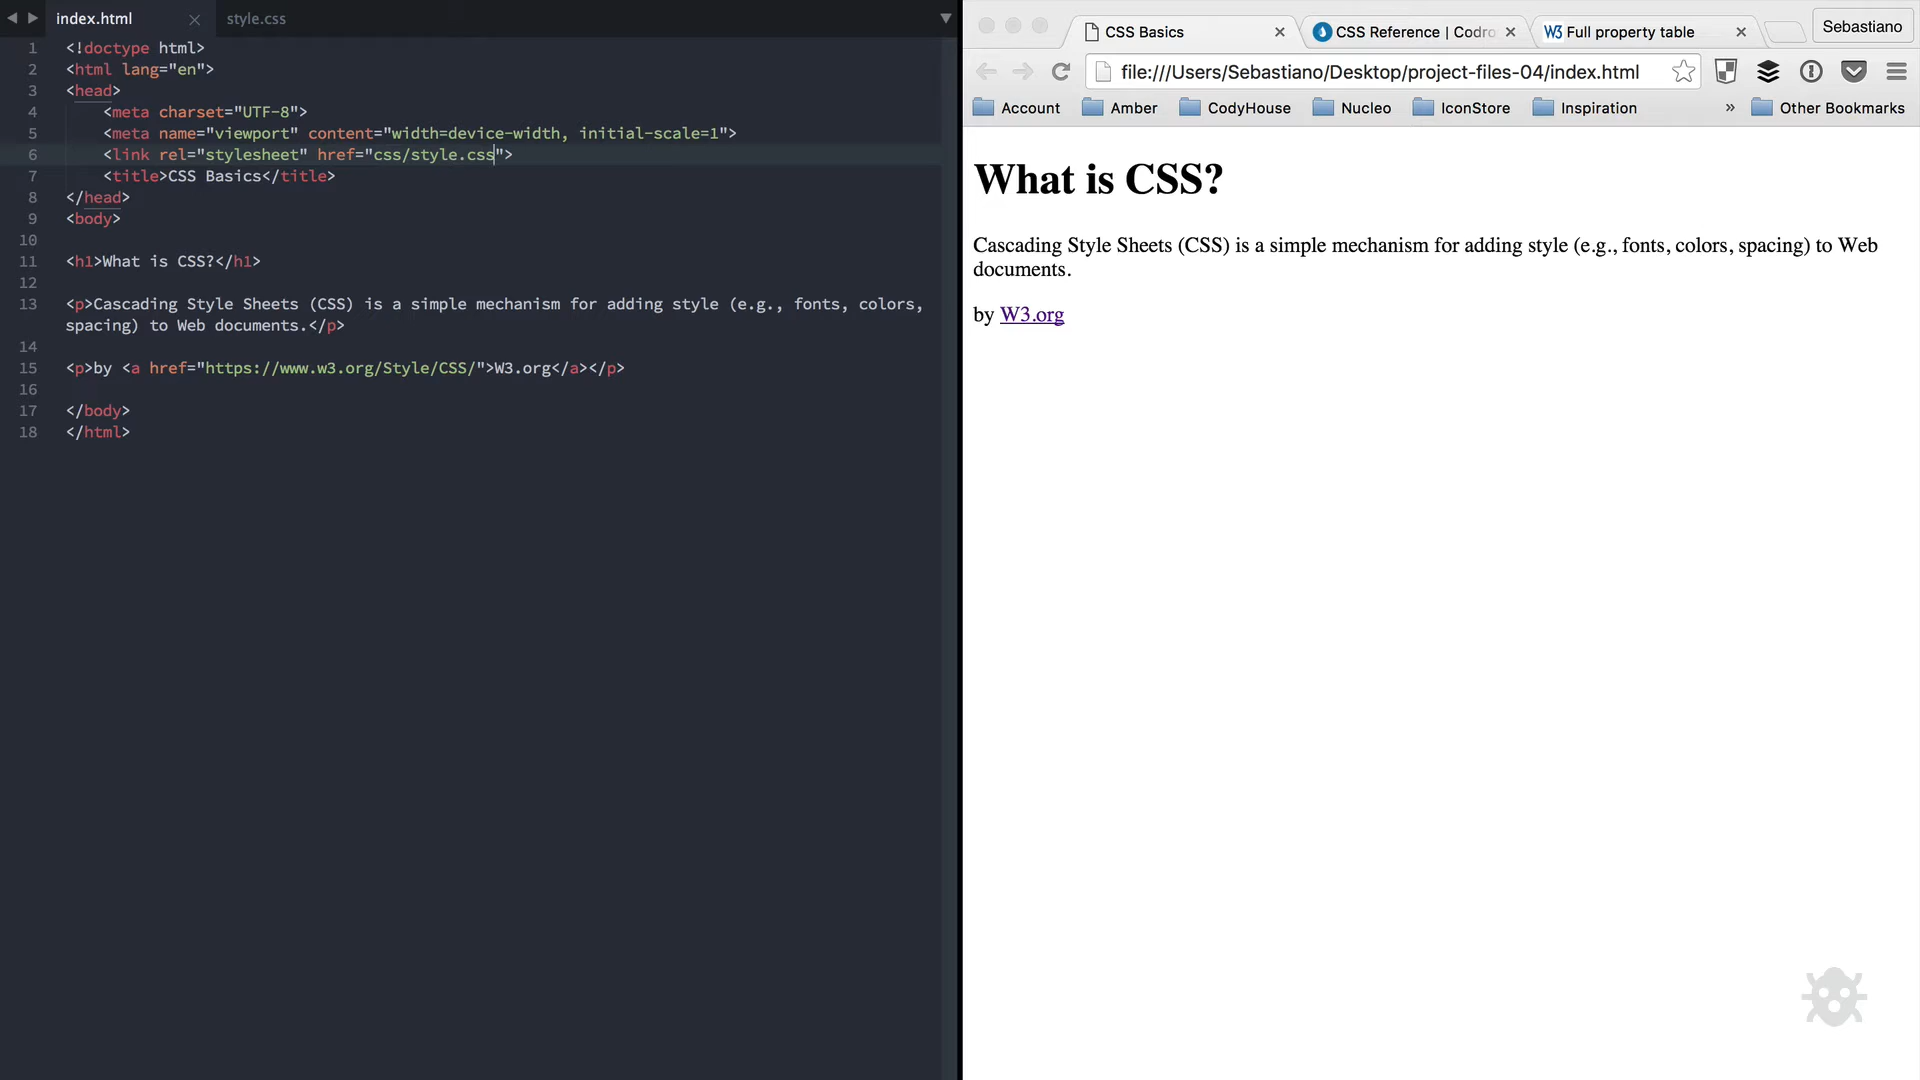 index.html
style.css
1 <!doctype html>
2 <html lang="en">
3 <head>
4 <meta charset="UTF-8">
5 <meta name="viewport" content="width=device-width, initial-scale=1">
6 <link rel="stylesheet" href="css/style.css">
7 <title>CSS Basics</title>
8 </head>
9 <body>
10
11 <h1>What is CSS?</h1>
12
13 <p>Cascading Style Sheets (CSS) is a simple mechanism for adding style (e.g., fonts, colors,
spacing) to Web documents.</p>
14
15 <p>by <a href="https://www.w3.org/Style/CSS/">W3.org</a></p>
16
17 </body>
18 </html>
CSS Basics
CSS Reference | Codro
W3 Full property table
Sebastiano
file:///Users/Sebastiano/Desktop/project-files-04/index.html
Account Amber CodyHouse Nucleo IconStore Inspiration » Other Bookmarks
What is CSS?
Cascading Style Sheets (CSS) is a simple mechanism for adding style (e.g., fonts, colors, spacing) to Web
documents.
by W3.org